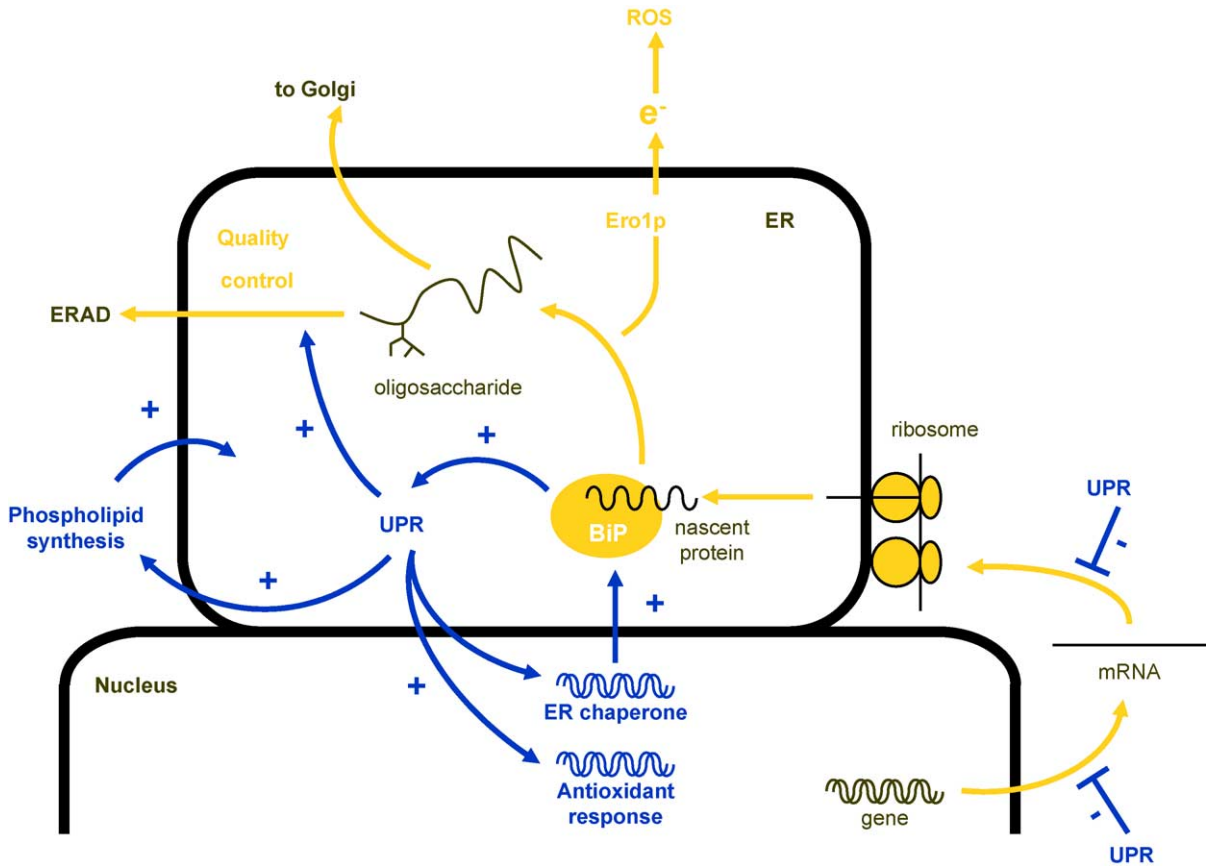 ROS
to Golgi
e-
Ero1p
ER
Quality
control
ERAD
oligosaccharide
+
+
+
ribosome
UPR
-
Phospholipid
synthesis
UPR
BiP
nascent
protein
+
+
mRNA
Nucleus
+
ER chaperone
Antioxidant
response
gene
-
UPR